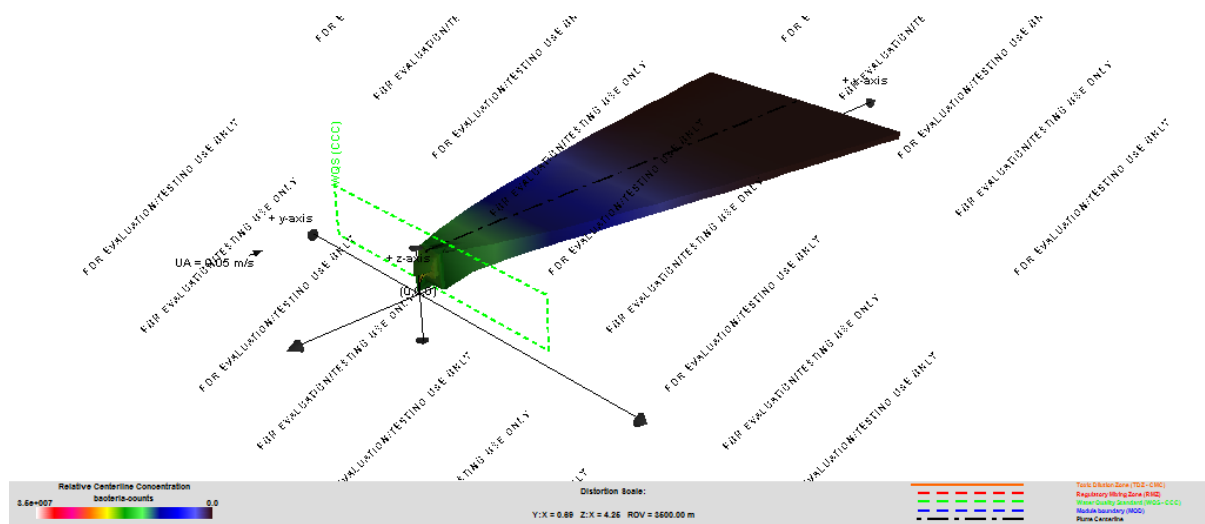 FOR EVALUATION/TESTING USE ONLY
WQS (CCC)
+ x-axis
+ y-axis
UA = 0.05 m/s
+ z-axis
(0,0,0)
Relative Centerline Concentration
bacteria-counts
3.5e+007
0.0
Distortion Scale:
Y:X = 0.69 Z:X = 4.25 ROV = 3500.00 m
Toxic Dilution Zone (TDZ - CMC)
Regulatory Mixing Zone (RMZ)
Water Quality Standard (WQS - CCC)
Module boundary (MOD)
Plume Centerline